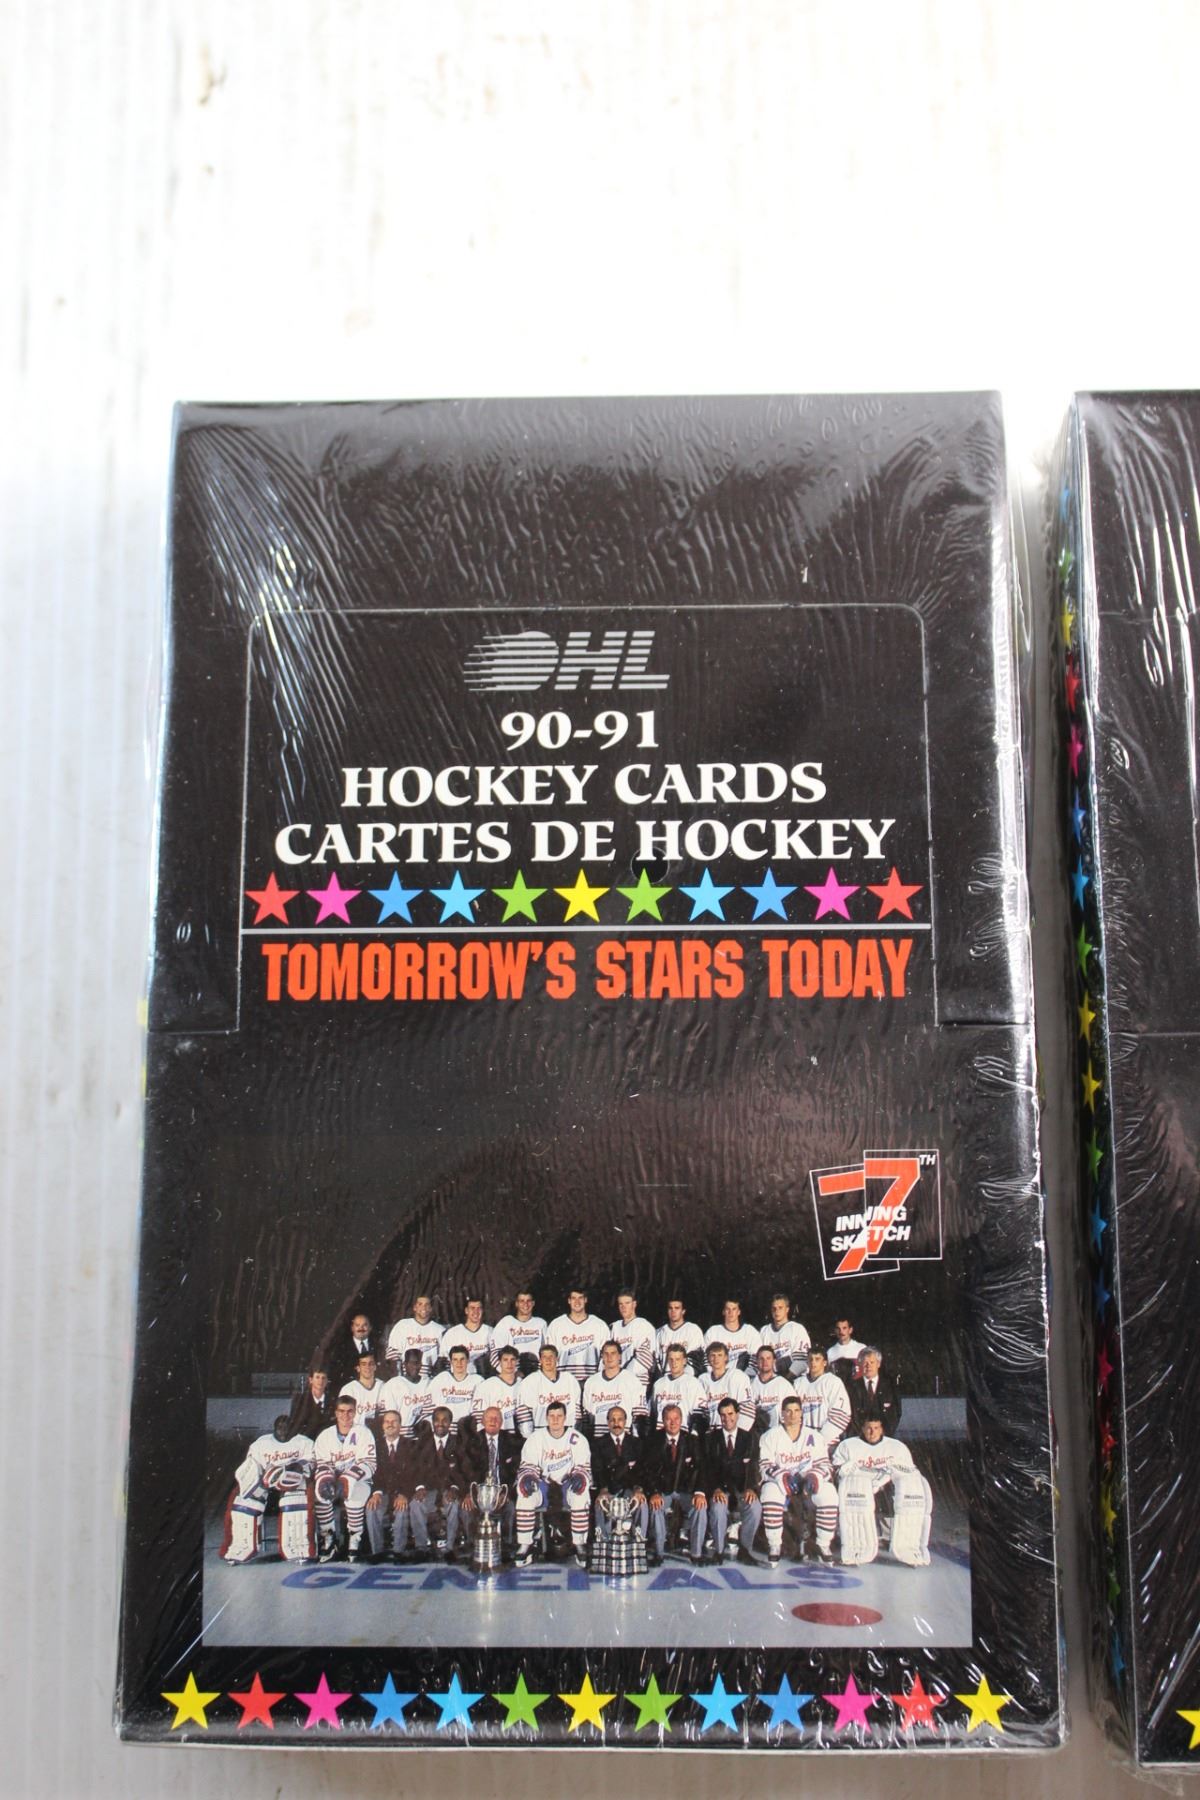 OHL
90-91
HOCKEY CARDS
CARTES DE HOCKEY
TOMORROW'S STARS TODAY
7TH
INNING
SKETCH
GENERALS